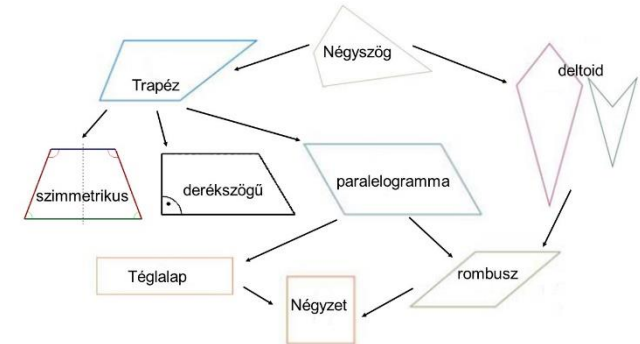 Négyszög
Trapéz
deltoid
szimmetrikus
derékszögű
paralelogramma
Téglalap
Négyzet
rombusz